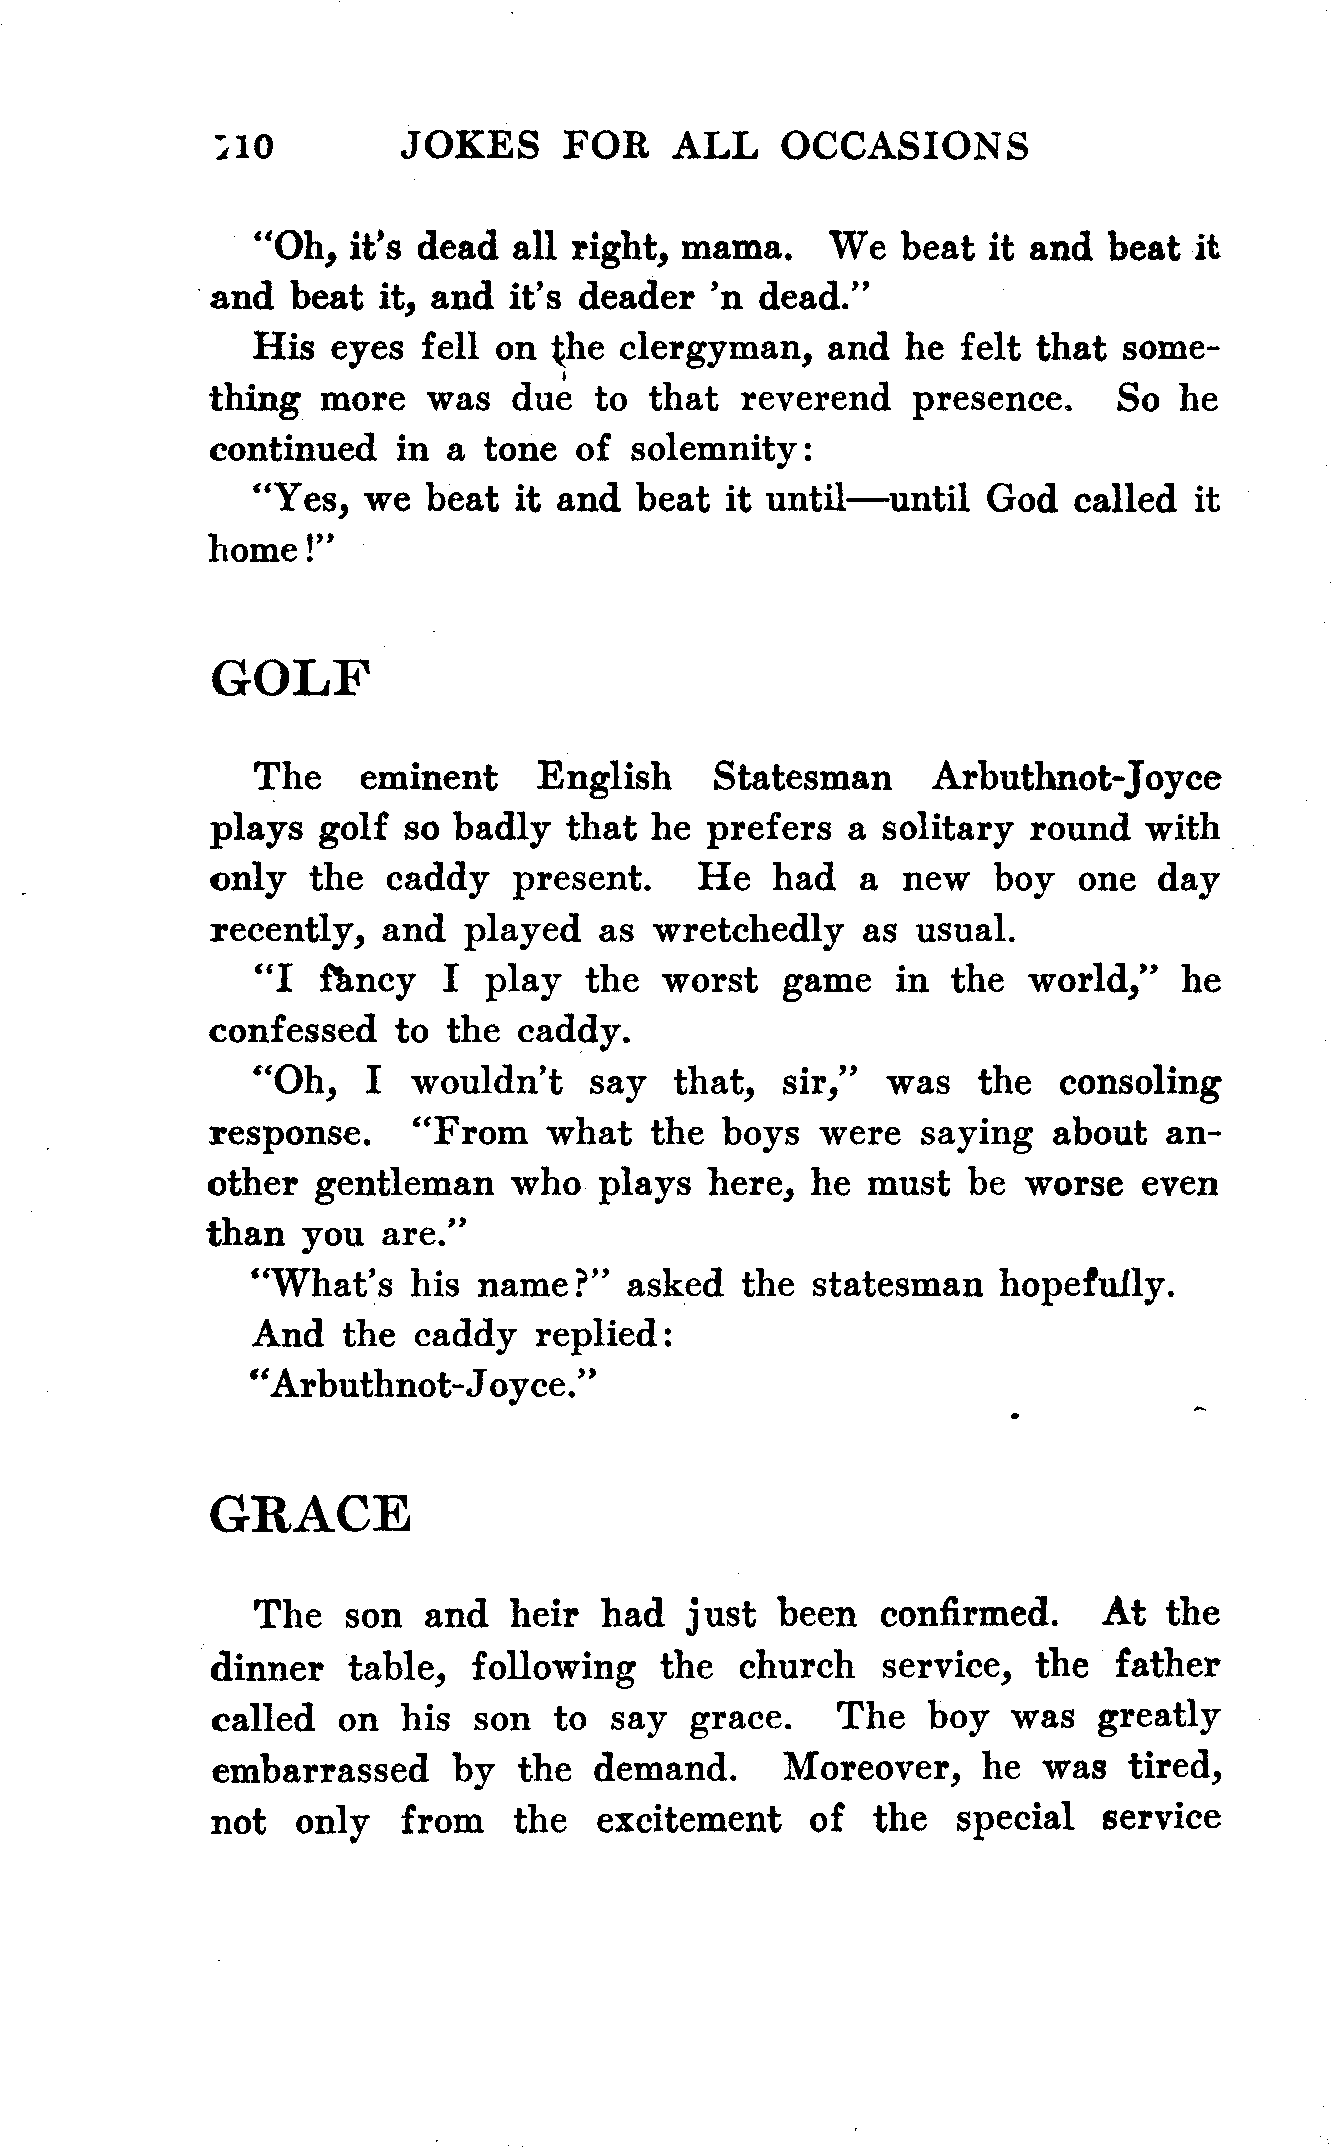 210 JOKES FOR ALL OCCASIONS
“Oh, it’s dead all right, mama. We beat it and beat it
and beat it, and it’s deader ’n dead.”
His eyes fell on the clergyman, and he felt that some-
thing more was due to that reverend presence. So he
continued in a tone of solemnity:
“Yes, we beat it and beat it until—until God called it
home!”
GOLF
The eminent English Statesman Arbuthnot-Joyce
plays golf so badly that he prefers a solitary round with
only the caddy present. He had a new boy one day
recently, and played as wretchedly as usual.
“I fancy I play the worst game in the world,” he
confessed to the caddy.
“Oh, I wouldn’t say that, sir,” was the consoling
response. “From what the boys were saying about an-
other gentleman who plays here, he must be worse even
than you are.”
“What’s his name?” asked the statesman hopefully.
And the caddy replied:
“Arbuthnot-Joyce.”
GRACE
The son and heir had just been confirmed. At the
dinner table, following the church service, the father
called on his son to say grace. The boy was greatly
embarrassed by the demand. Moreover, he was tired,
not only from the excitement of the special service